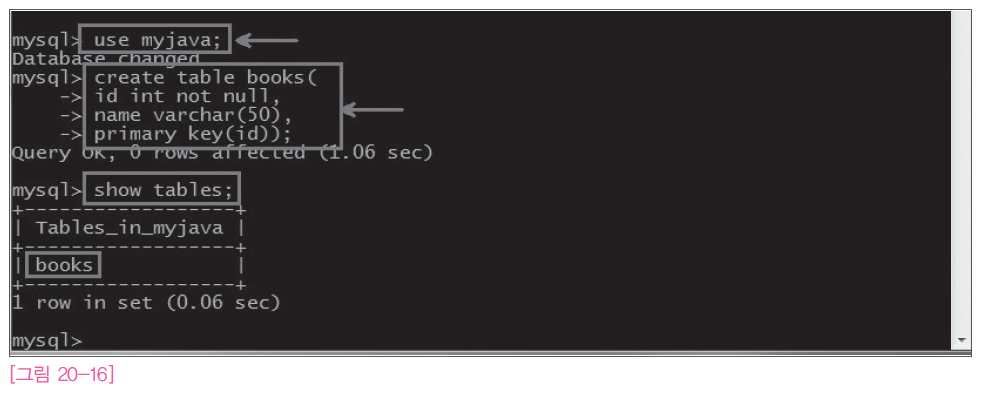 mysql> use myjava;
Database changed
mysql> create table books(
-> id int not null,
-> name varchar(50),
-> primary key(id));
Query OK, 0 rows affected (1.06 sec)
mysql> show tables;
+------------------+
| Tables_in_myjava |
+------------------+
| books            |
+------------------+
1 row in set (0.06 sec)
mysql>
[그림 20-16]